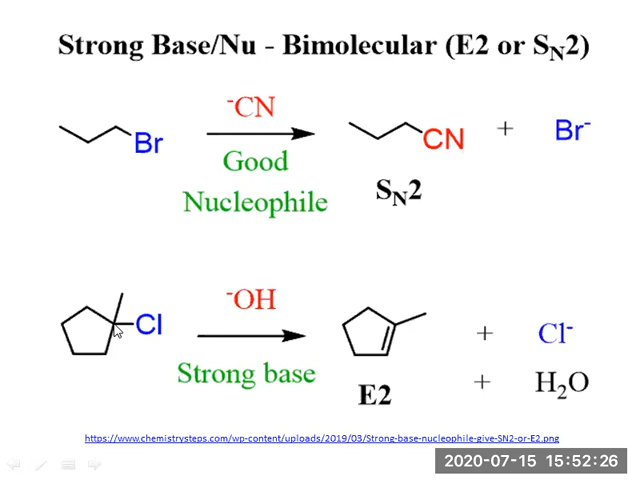 Strong Base/Nu - Bimolecular (E2 or SN2)
-CN
Br
CN + Br-
Good
Nucleophile
SN2
-OH
Cl
+ Cl-
Strong base
E2
+ H2O
https://www.chemistrysteps.com/wp-content/uploads/2019/03/Strong-base-nucleophile-give-SN2-or-E2.png
2020-07-15 15:52:26